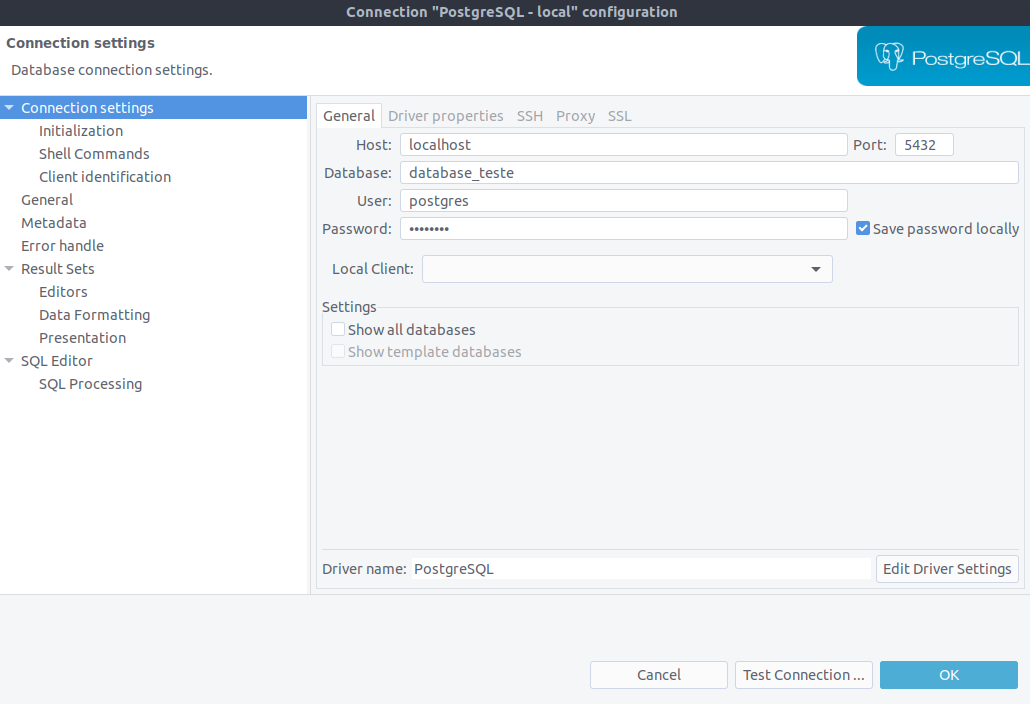 Connection "PostgreSQL - local" configuration
Connection settings
Database connection settings.
PostgreSQL
Connection settings
Initialization
Shell Commands
Client identification
General
Metadata
Error handle
Result Sets
Editors
Data Formatting
Presentation
SQL Editor
SQL Processing
General Driver properties SSH Proxy SSL
Host: localhost Port: 5432
Database: database_teste
User: postgres
Password: •••••••• Save password locally
Local Client:
Settings
Show all databases
Show template databases
Driver name: PostgreSQL Edit Driver Settings
Cancel Test Connection ... OK